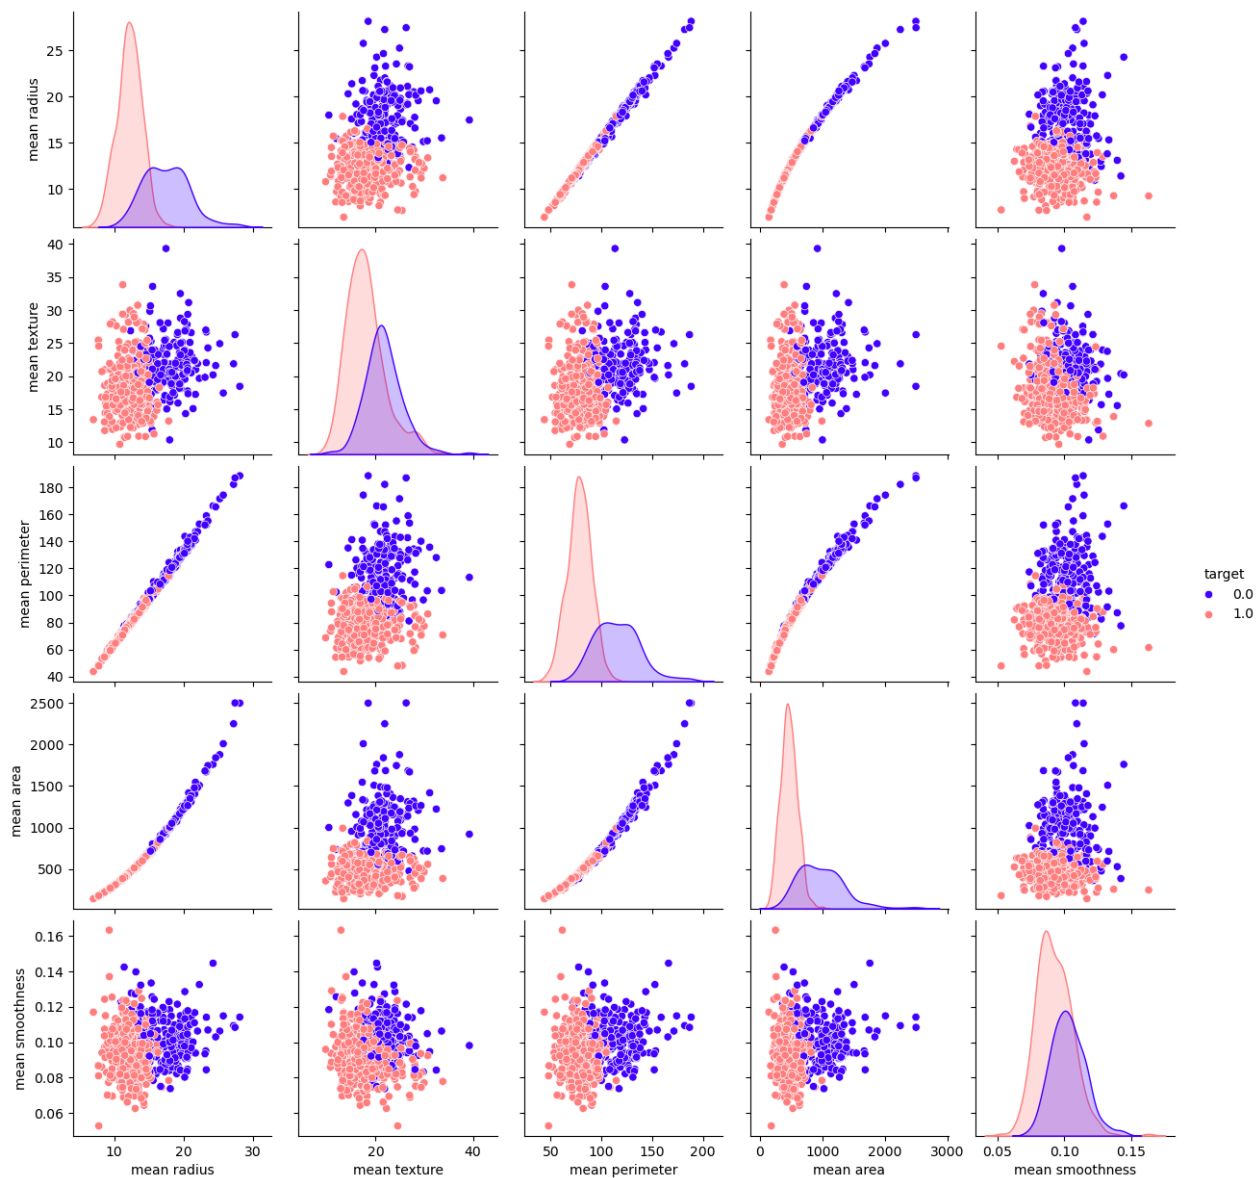 mean radius
25
20
15
10
mean texture
40
35
30
25
20
15
10
mean perimeter
180
160
140
120
100
80
60
40
target
0.0
1.0
mean area
2500
2000
1500
1000
500
mean smoothness
0.16
0.14
0.12
0.10
0.08
0.06
10 20 30
20 40
50 100 150 200
0 1000 2000 3000
0.05 0.10 0.15
mean radius
mean texture
mean perimeter
mean area
mean smoothness